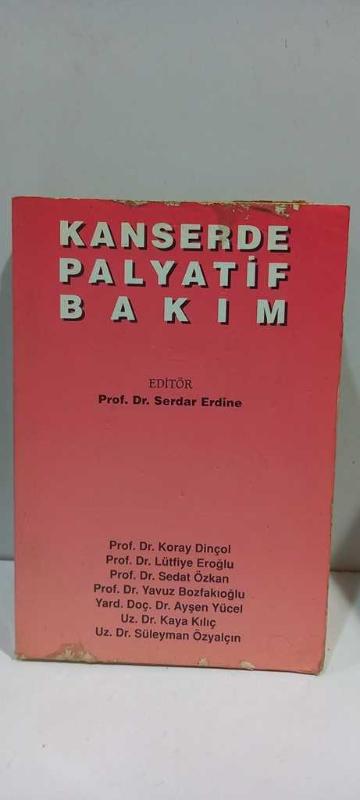 KANSERDE
PALYATİF
BAKIM
EDİTÖR
Prof. Dr. Serdar Erdine
Prof. Dr. Koray Dinçol
Prof. Dr. Lütfiye Eroğlu
Prof. Dr. Sedat Özkan
Prof. Dr. Yavuz Bozfakıoğlu
Yard. Doç. Dr. Ayşen Yücel
Uz. Dr. Kaya Kılıç
Uz. Dr. Süleyman Özyalçın